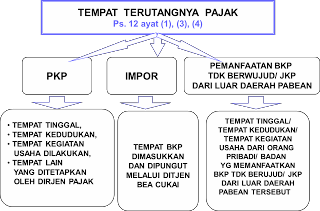 TEMPAT TERUTANGNYA PAJAK
Ps. 12 ayat (1), (3), (4)
PKP
IMPOR
PEMANFAATAN BKP
TDK BERWUJUD/ JKP
DARI LUAR DAERAH PABEAN
• TEMPAT TINGGAL,
• TEMPAT KEDUDUKAN,
• TEMPAT KEGIATAN
USAHA DILAKUKAN,
• TEMPAT LAIN
YANG DITETAPKAN
OLEH DIRJEN PAJAK
TEMPAT BKP
DIMASUKKAN
DAN DIPUNGUT
MELALUI DITJEN
BEA CUKAI
TEMPAT TINGGAL/
TEMPAT KEDUDUKAN/
TEMPAT KEGIATAN
USAHA DARI ORANG
PRIBADI/ BADAN
YG MEMANFAATKAN
BKP TDK BERUJUD/ JKP
DARI LUAR DAERAH
PABEAN TERSEBUT